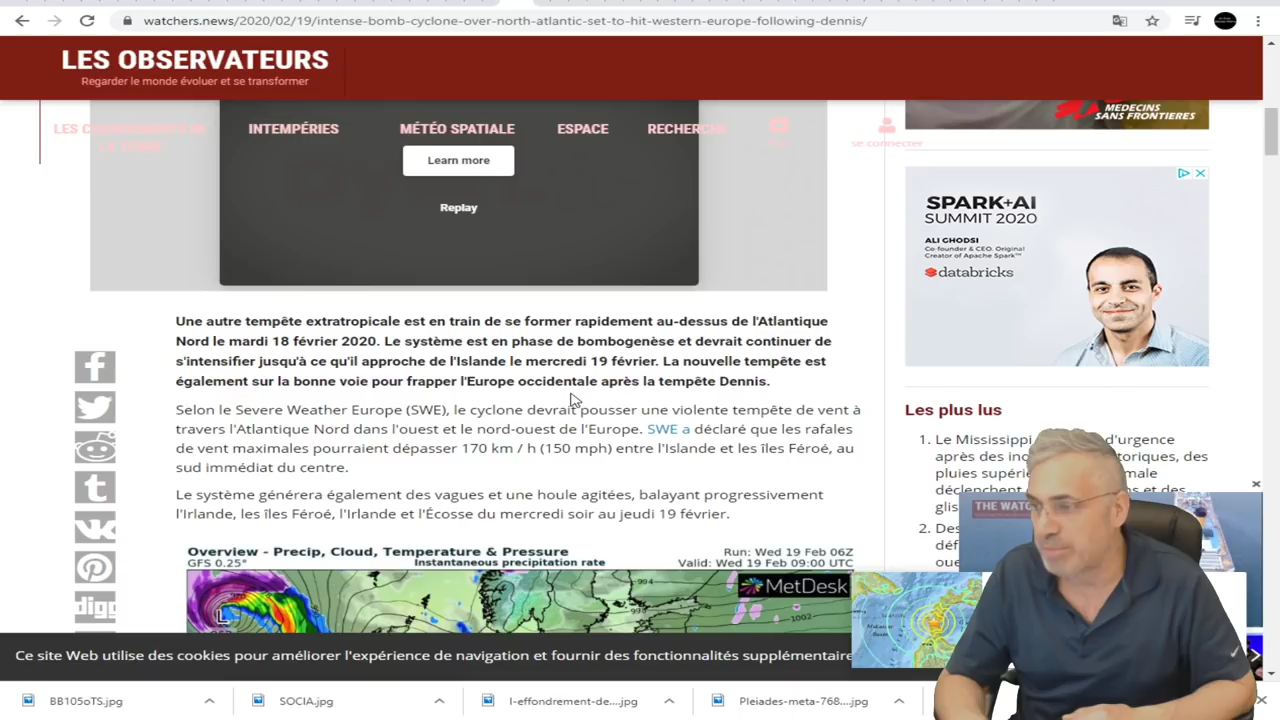 watchers.news/2020/02/19/intense-bomb-cyclone-over-north-atlantic-set-to-hit-western-europe-following-dennis/
LES OBSERVATEURS
Regarder le monde évoluer et se transformer
INTEMPÉRIES
MÉTÉO SPATIALE
ESPACE
RECHERCHE
se connecter
MEDECINS
SANS FRONTIERES
Learn more
Replay
SPARK+AI
SUMMIT 2020
ALI GHODSI
Co-founder & CEO, Original
Creator of Apache Spark™
databricks
Une autre tempête extratropicale est en train de se former rapidement au-dessus de l'Atlantique
Nord le mardi 18 février 2020. Le système est en phase de bombogenèse et devrait continuer de
s'intensifier jusqu'à ce qu'il approche de l'Islande le mercredi 19 février. La nouvelle tempête est
également sur la bonne voie pour frapper l'Europe occidentale après la tempête Dennis.
Selon le Severe Weather Europe (SWE), le cyclone devrait pousser une violente tempête de vent à
travers l'Atlantique Nord dans l'ouest et le nord-ouest de l'Europe. SWE a déclaré que les rafales
de vent maximales pourraient dépasser 170 km / h (150 mph) entre l'Islande et les îles Féroé, au
sud immédiat du centre.
Le système générera également des vagues et une houle agitées, balayant progressivement
l'Irlande, les îles Féroé, l'Irlande et l'Écosse du mercredi soir au jeudi 19 février.
Les plus lus
1. Le Mississippi d'urgence
après des
pluies
déclenchent et des
2.
THE
digg
Overview - Precip, Cloud, Temperature & Pressure
Run: Wed 19 Feb 06Z
GFS 0.25°
Instantaneous precipitation rate
Valid: Wed 19 Feb 09:00 UTC
MetDesk
994
1002
L
Ce site Web utilise des cookies pour améliorer l'expérience de navigation et fournir des fonctionnalités supplémentaire
BB105oTS.jpg
SOCIA.jpg
l-effondrement-de....jpg
Pleiades-meta-768....jpg